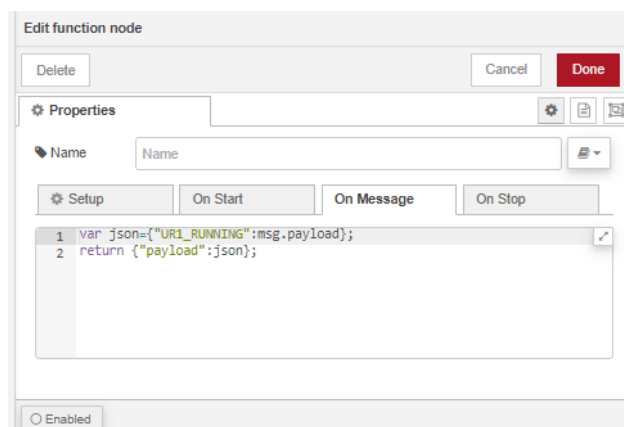 Edit function node
Delete Cancel Done
Properties
Name Name
Setup On Start On Message On Stop
1 var json={"UR1_RUNNING":msg.payload};
2 return {"payload":json};
Enabled